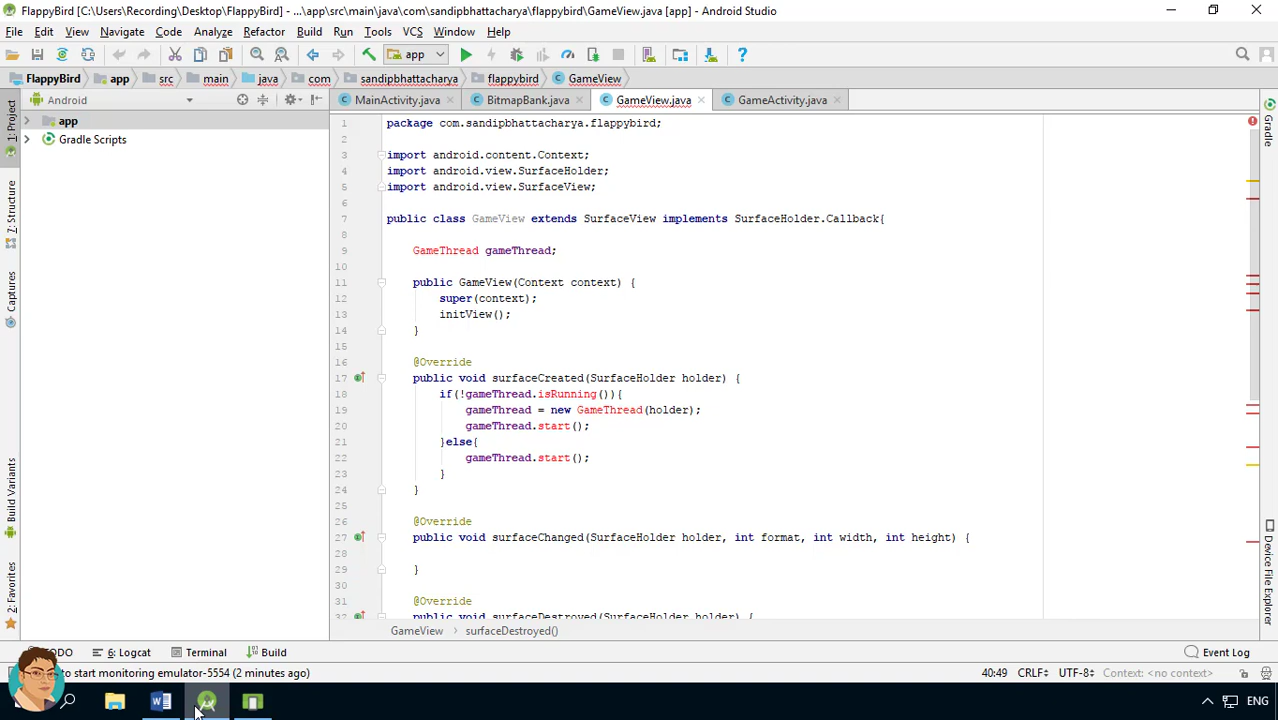 FlappyBird [C:\Users\Recording\Desktop\FlappyBird] - ...\app\src\main\java\com\sandipbhattacharya\flappybird\GameView.java [app] - Android Studio
File Edit View Navigate Code Analyze Refactor Build Run Tools VCS Window Help
app
FlappyBird app src main java com sandipbhattacharya flappybird GameView
Android
MainActivity.java BitmapBank.java GameView.java GameActivity.java
app
Gradle Scripts
1: Project
Z: Structure
Captures
Build Variants
2: Favorites
1 package com.sandipbhattacharya.flappybird;
2
3 import android.content.Context;
4 import android.view.SurfaceHolder;
5 import android.view.SurfaceView;
6
7 public class GameView extends SurfaceView implements SurfaceHolder.Callback{
8
9 GameThread gameThread;
10
11 public GameView(Context context) {
12 super(context);
13 initView();
14 }
15
16 @Override
17 public void surfaceCreated(SurfaceHolder holder) {
18 if(!gameThread.isRunning()){
19 gameThread = new GameThread(holder);
20 gameThread.start();
21 }else{
22 gameThread.start();
23 }
24 }
25
26 @Override
27 public void surfaceChanged(SurfaceHolder holder, int format, int width, int height) {
28
29 }
30
31 @Override
32 public void surfaceDestroyed(SurfaceHolder holder) {
Gradle
Device File Explorer
GameView surfaceDestroyed()
6: Logcat Terminal Build Event Log
to start monitoring emulator-5554 (2 minutes ago) 40:49 CRLF UTF-8 Context: <no context>
ENG